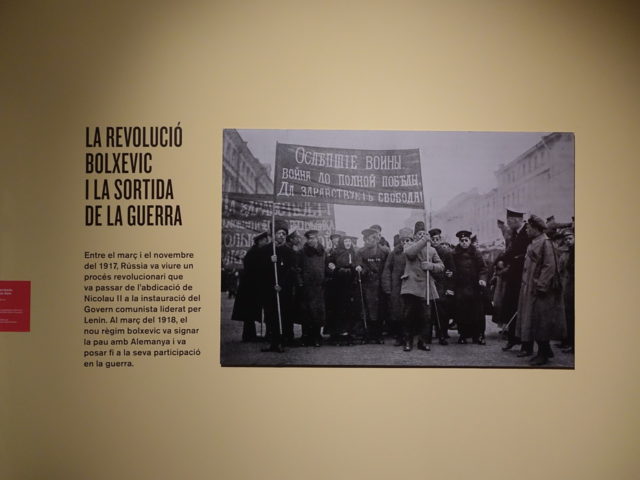 LA REVOLUCIÓ
BOLXEVIC
I LA SORTIDA
DE LA GUERRA
Entre el març i el novembre
del 1917, Rússia va viure un
procés revolucionari que
va passar de l'abdicació de
Nicolau II a la instauració del
Govern comunista liderat per
Lenin. Al març del 1918, el
nou règim bolxevic va signar
la pau amb Alemanya i va
posar fi a la seva participació
en la guerra.
ОСЛѢПШІЕ ВОИНЫ.
ВОЙНА ДО ПОЛНОЙ ПОБѢДЫ.
ДА ЗДРАВСТВУЕТЪ СВОБОДА!